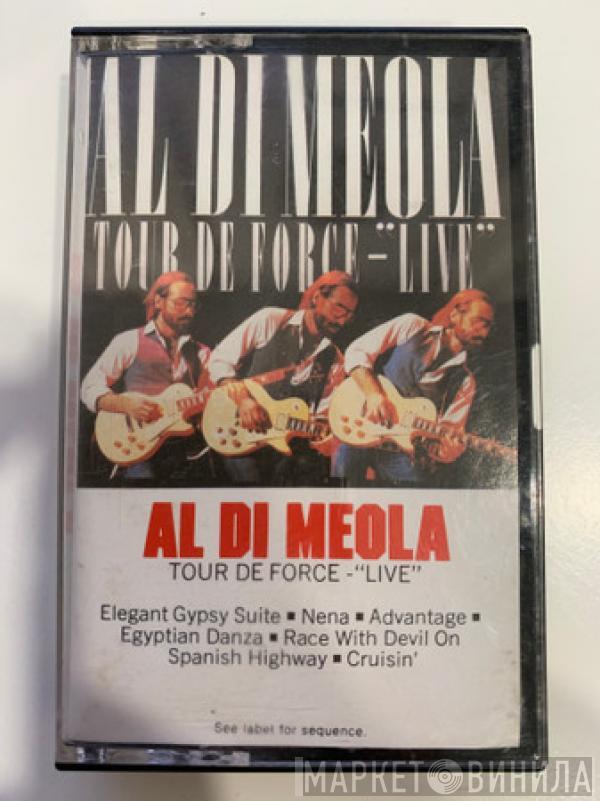 AL DI MEOLA
TOUR DE FORCE – "LIVE"
AL DI MEOLA
TOUR DE FORCE - "LIVE"
Elegant Gypsy Suite ▪ Nena ▪ Advantage ▪
Egyptian Danza ▪ Race With Devil On
Spanish Highway ▪ Cruisin'
See label for sequence.
МАРКЕТ ВИНИЛА